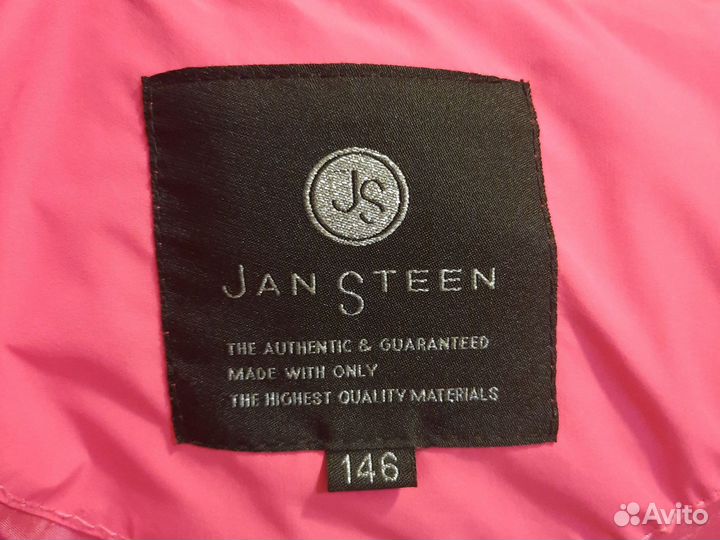 JS
JAN STEEN
THE AUTHENTIC & GUARANTEED
MADE WITH ONLY
THE HIGHEST QUALITY MATERIALS
146
Avito